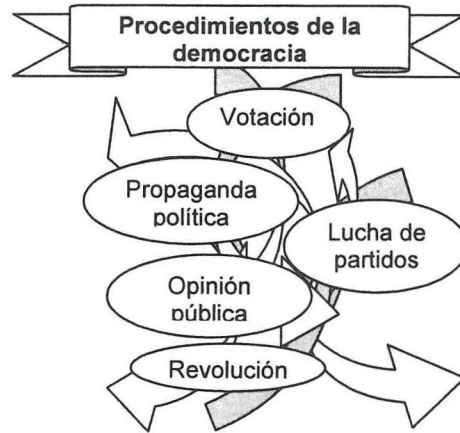 Procedimientos de la
democracia
Votación
Propaganda
política
Lucha de
partidos
Opinión
pública
Revolución